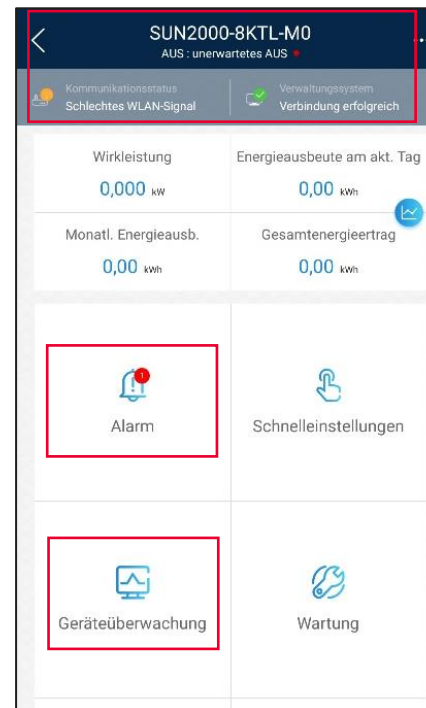 SUN2000-8KTL-M0
AUS : unerwartetes AUS
Kommunikationsstatus
Schlechtes WLAN-Signal
Verwaltungssystem
Verbindung erfolgreich
Wirkleistung
0,000 kW
Energieausbeute am akt. Tag
0,00 kWh
Monatl. Energieausb.
0,00 kWh
Gesamtenergieertrag
0,00 kWh
1
Alarm
Schnelleinstellungen
Geräteüberwachung
Wartung